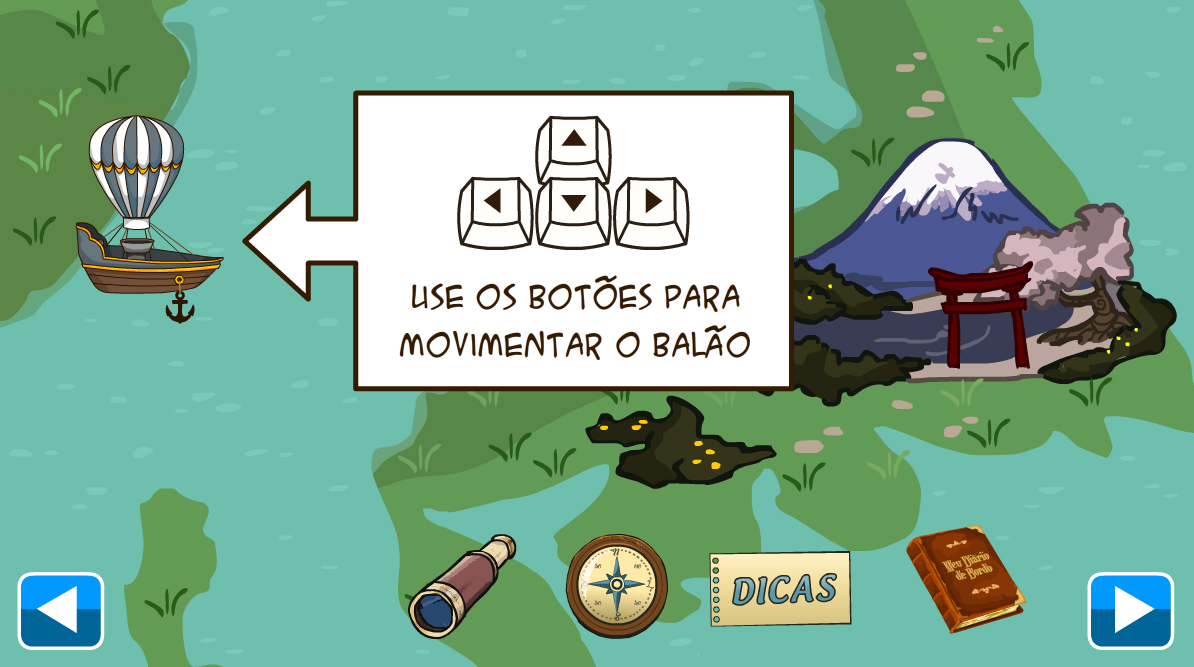 USE OS BOTÕES PARA
MOVIMENTAR O BALÃO
DICAS
Meu Diário
de Bordo